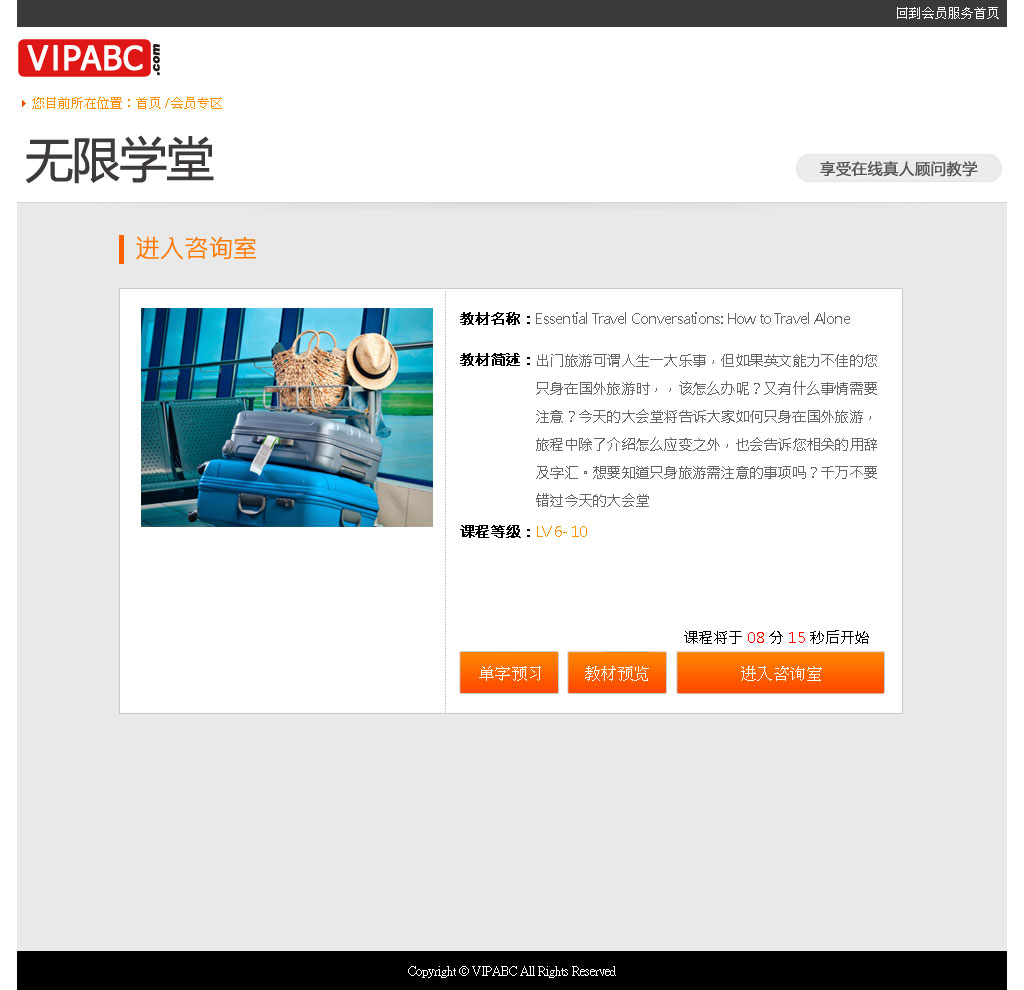 回到会员服务首页
VIPABC.com
您目前所在位置：首页 / 会员专区
无限学堂
享受在线真人顾问教学
进入咨询室
教材名称：Essential Travel Conversations: How to Travel Alone
教材简述：出门旅游可谓人生一大乐事，但如果英文能力不佳的您
只身在国外旅游时，，该怎么办呢？又有什么事情需要
注意？今天的大会堂将告诉大家如何只身在国外旅游，
旅程中除了介绍怎么应变之外，也会告诉您相关的用辞
及字汇。想要知道只身旅游需注意的事项吗？千万不要
错过今天的大会堂
课程等级：LV 6- 10
课程将于 08 分 15 秒后开始
单字预习 教材预览 进入咨询室
Copyright © VIPABC All Rights Reserved